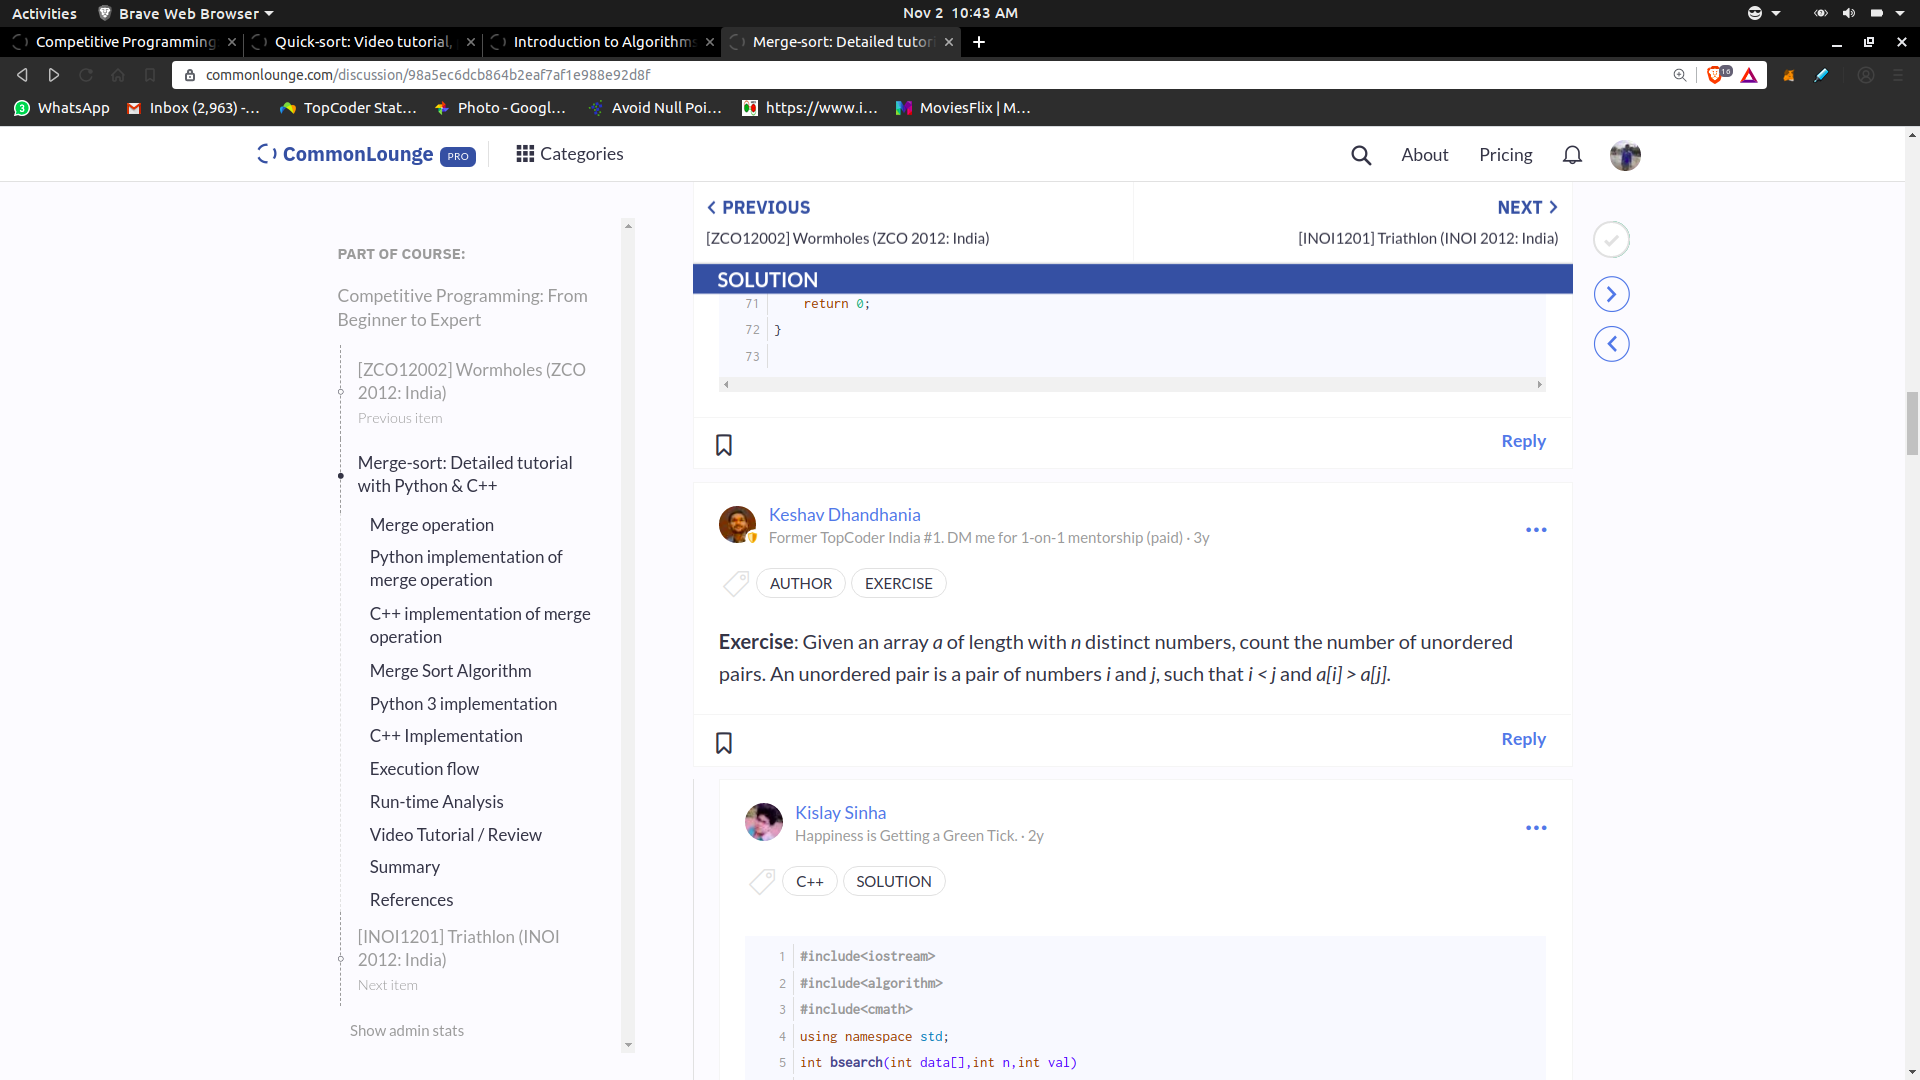 Activities
Brave Web Browser
Nov 2 10:43 AM
Competitive Programming
Quick-sort: Video tutorial,
Introduction to Algorithms
Merge-sort: Detailed tutori
commonlounge.com/discussion/98a5ec6dcb864b2eaf7af1e988e92d8f
16
3 WhatsApp
Inbox (2,963) -...
TopCoder Stat...
Photo - Googl...
Avoid Null Poi...
https://www.i...
MoviesFlix | M...
CommonLounge PRO
Categories
About
Pricing
PREVIOUS
NEXT
[ZCO12002] Wormholes (ZCO 2012: India)
[INOI1201] Triathlon (INOI 2012: India)
PART OF COURSE:
Competitive Programming: From
Beginner to Expert
[ZCO12002] Wormholes (ZCO
2012: India)
Previous item
Merge-sort: Detailed tutorial
with Python & C++
Merge operation
Python implementation of
merge operation
C++ implementation of merge
operation
Merge Sort Algorithm
Python 3 implementation
C++ Implementation
Execution flow
Run-time Analysis
Video Tutorial / Review
Summary
References
[INOI1201] Triathlon (INOI
2012: India)
Next item
Show admin stats
SOLUTION
71 return 0;
72 }
73
Reply
Keshav Dhandhania
Former TopCoder India #1. DM me for 1-on-1 mentorship (paid) · 3y
AUTHOR
EXERCISE
Exercise: Given an array a of length with n distinct numbers, count the number of unordered
pairs. An unordered pair is a pair of numbers i and j, such that i < j and a[i] > a[j].
Reply
Kislay Sinha
Happiness is Getting a Green Tick. · 2y
C++
SOLUTION
1 #include<iostream>
2 #include<algorithm>
3 #include<cmath>
4 using namespace std;
5 int bsearch(int data[],int n,int val)